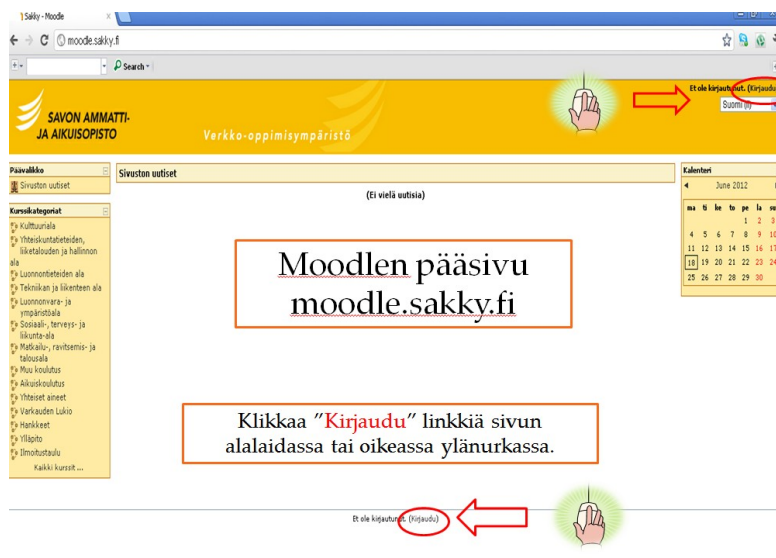 Sakky - Moodle
moodle.sakky.fi
Search
Et ole kirjautunut. (Kirjaudu
Suomi (fi)
SAVON AMMATTI-
JA AIKUISOPISTO
Verkko-oppimisympäristö
Päävalikko
Sivuston uutiset
Kurssikategoriat
Kulttuuriala
Yhteiskuntatieteiden,
liiketalouden ja hallinnon
ala
Luonnontieteiden ala
Tekniikan ja liikenteen ala
Luonnonvara- ja
ympäristöala
Sosiaali-, terveys- ja
liikunta-ala
Matkailu-, ravitsemis- ja
talousala
Muu koulutus
Aikuiskoulutus
Yhteiset aineet
Varkauden Lukio
Hankkeet
Ylläpito
Ilmoitustaulu
Kaikki kurssit ...
Sivuston uutiset
(Ei vielä uutisia)
Moodlen pääsivu
moodle.sakky.fi
Klikkaa ”Kirjaudu” linkkiä sivun
alalaidassa tai oikeassa ylänurkassa.
Et ole kirjautunut. (Kirjaudu)
Kalenteri
June 2012
ma ti ke to pe la su
1 2 3
4 5 6 7 8 9 10
11 12 13 14 15 16 17
18 19 20 21 22 23 24
25 26 27 28 29 30